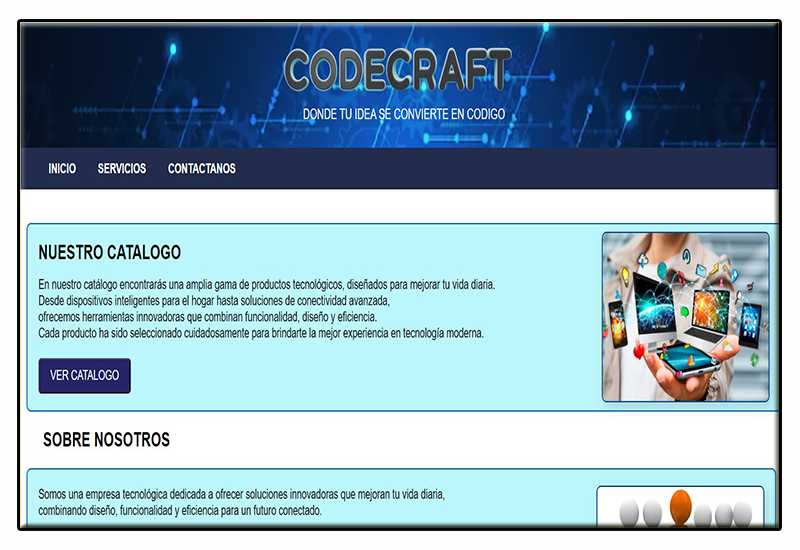 CODECRAFT
DONDE TU IDEA SE CONVIERTE EN CODIGO
INICIO SERVICIOS CONTACTANOS
NUESTRO CATALOGO
En nuestro catálogo encontrarás una amplia gama de productos tecnológicos, diseñados para mejorar tu vida diaria.
Desde dispositivos inteligentes para el hogar hasta soluciones de conectividad avanzada,
ofrecemos herramientas innovadoras que combinan funcionalidad, diseño y eficiencia.
Cada producto ha sido seleccionado cuidadosamente para brindarte la mejor experiencia en tecnología moderna.
VER CATALOGO
SOBRE NOSOTROS
Somos una empresa tecnológica dedicada a ofrecer soluciones innovadoras que mejoran tu vida diaria,
combinando diseño, funcionalidad y eficiencia para un futuro conectado.